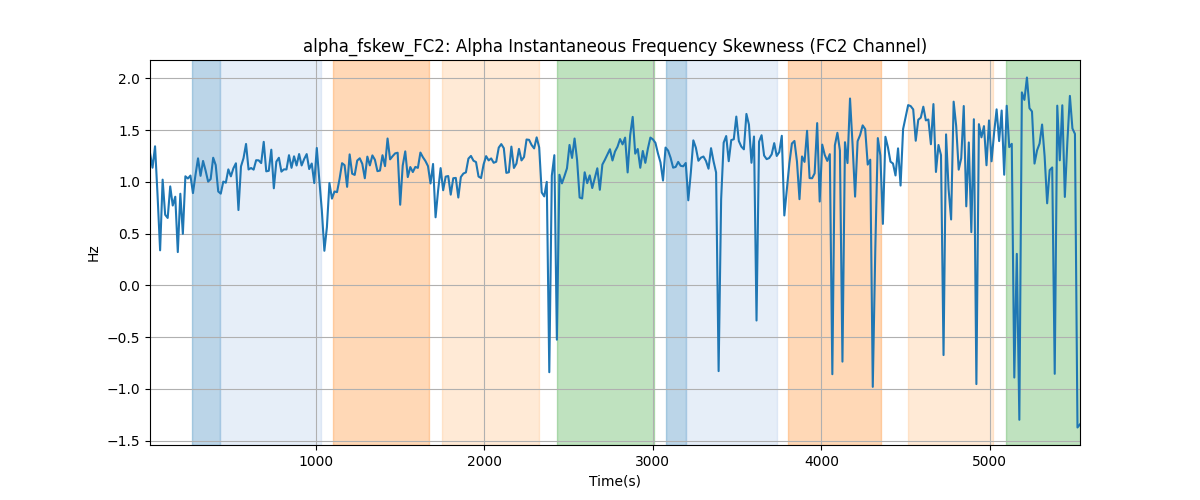 alpha_fskew_FC2: Alpha Instantaneous Frequency Skewness (FC2 Channel)
2.0
1.5
1.0
0.5
0.0
−0.5
−1.0
−1.5
Hz
1000 2000 3000 4000 5000
Time(s)